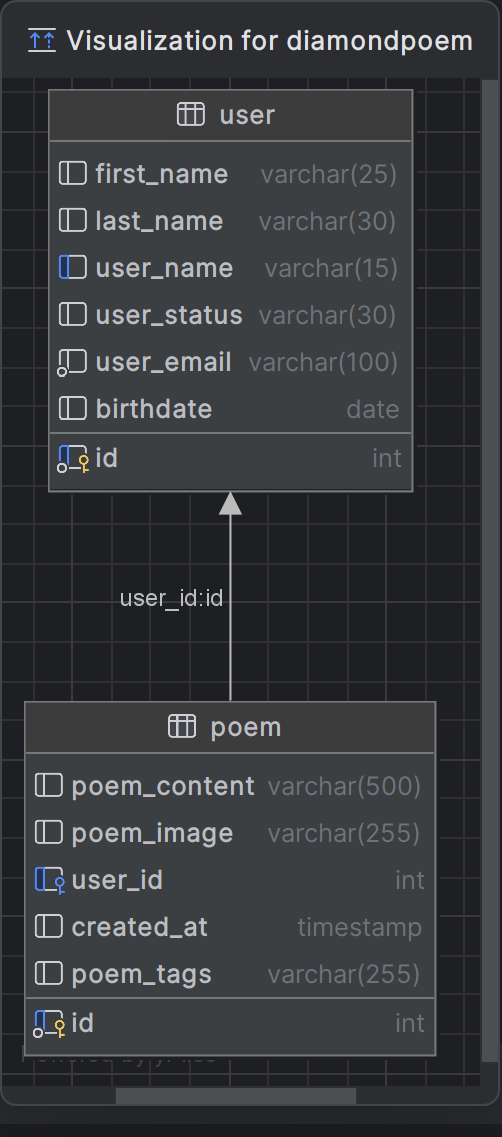 Visualization for diamondpoem
user
first_name varchar(25)
last_name varchar(30)
user_name varchar(15)
user_status varchar(30)
user_email varchar(100)
birthdate date
id int
user_id:id
poem
poem_content varchar(500)
poem_image varchar(255)
user_id int
created_at timestamp
poem_tags varchar(255)
id int